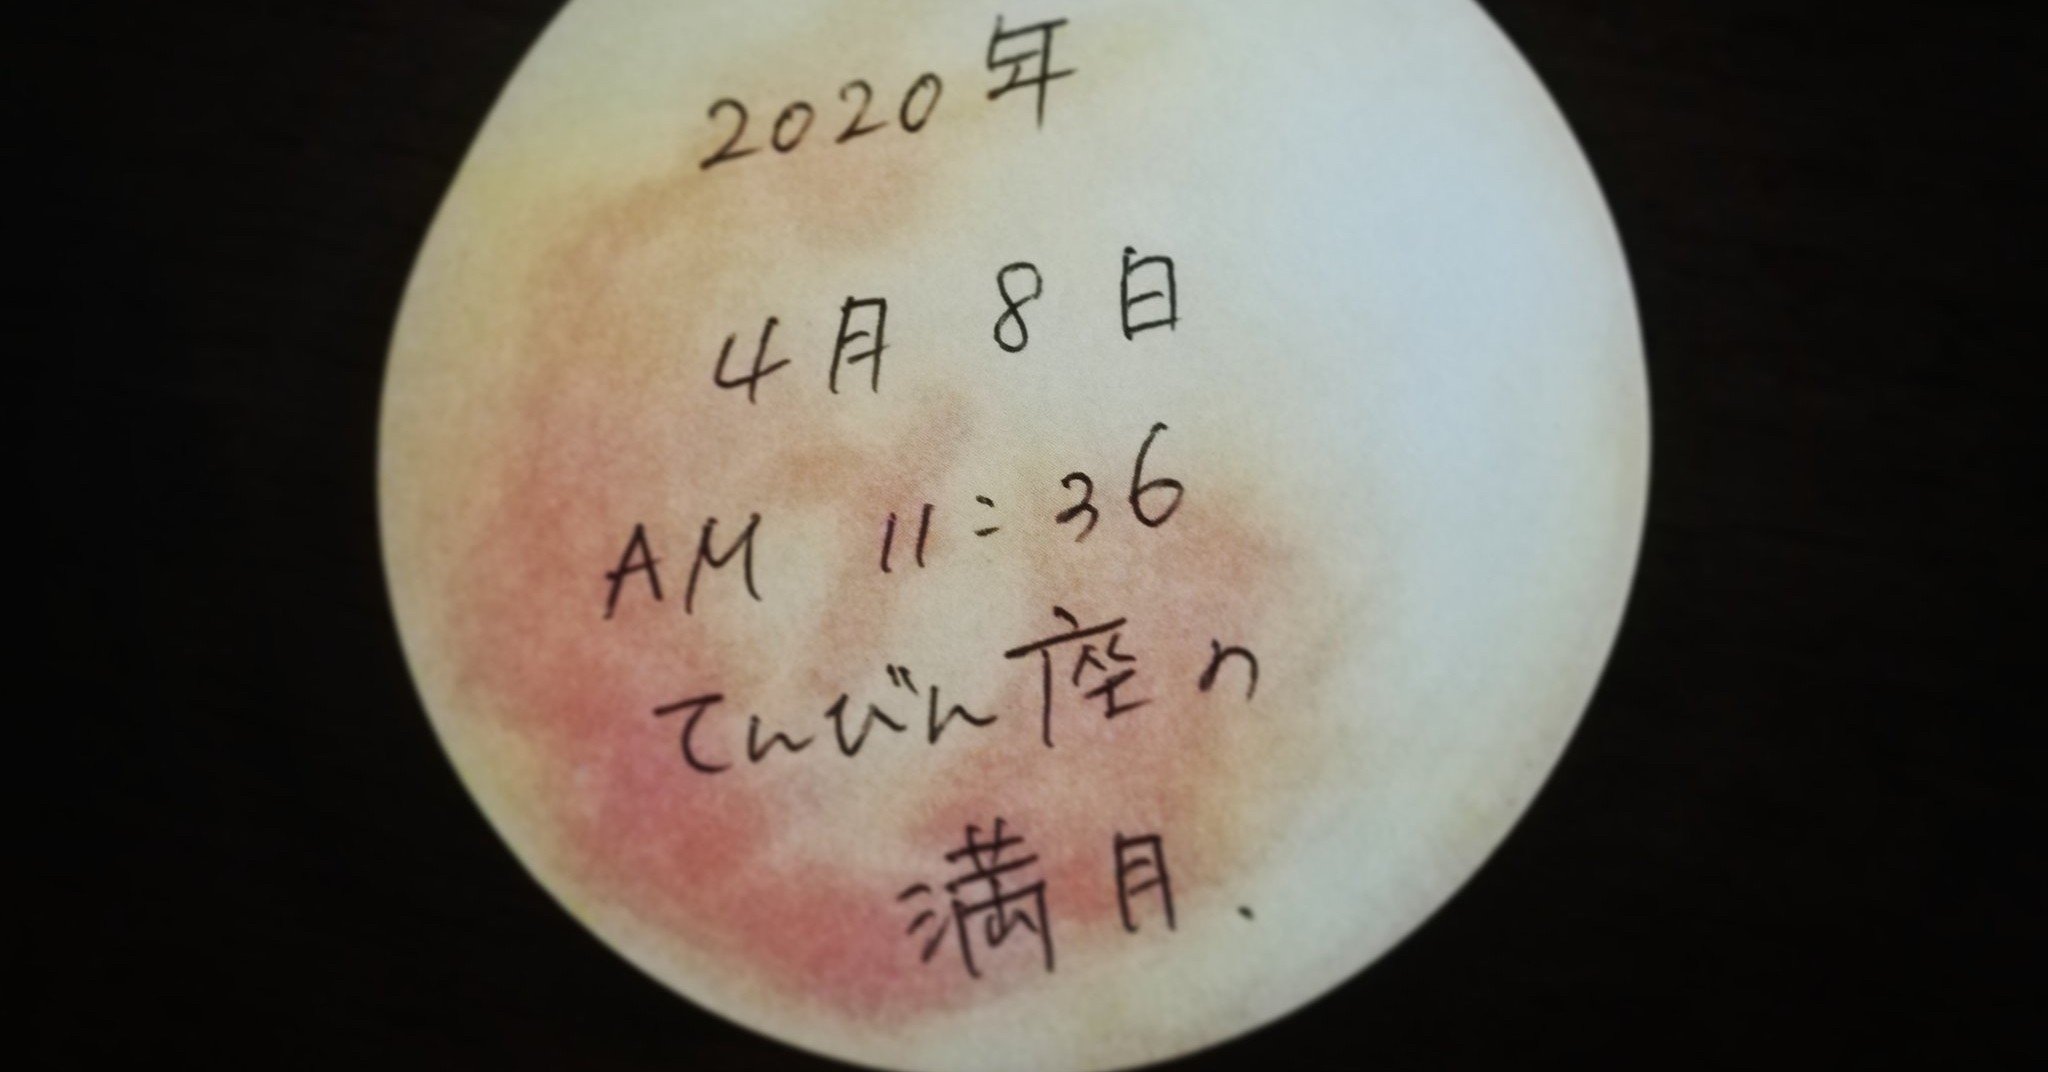 2020年
4月 8日
AM 11:36
てんびん座の
満月.